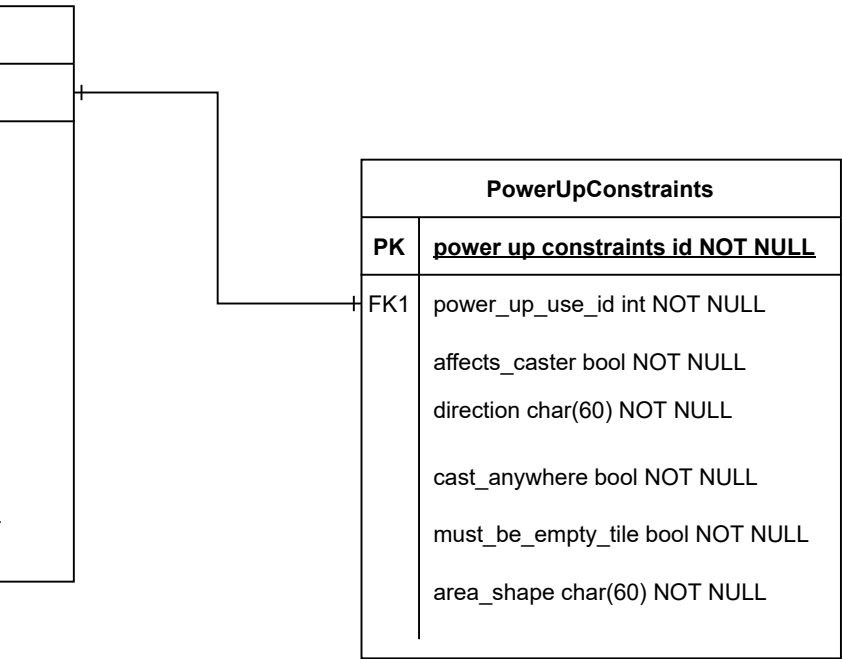 PowerUpConstraints
PK power up constraints id NOT NULL
FK1 power_up_use_id int NOT NULL
affects_caster bool NOT NULL
direction char(60) NOT NULL
cast_anywhere bool NOT NULL
must_be_empty_tile bool NOT NULL
area_shape char(60) NOT NULL